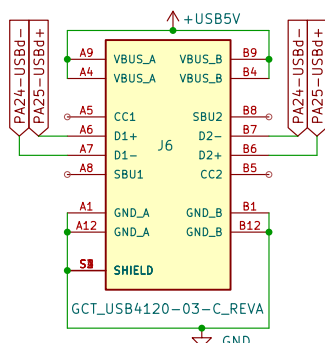 +USB5V
PA24-USBd-
PA25-USBd+
PA24-USBd-
PA25-USBd+
A9 VBUS_A VBUS_B B9
A4 VBUS_A VBUS_B B4
A5 CC1 SBU2 B8
A6 D1+ D2- B7
J6
A7 D1- D2+ B6
A8 SBU1 CC2 B5
A1 GND_A GND_B B1
A12 GND_A GND_B B12
SHIELD
GCT_USB4120-03-C_REVA
GND